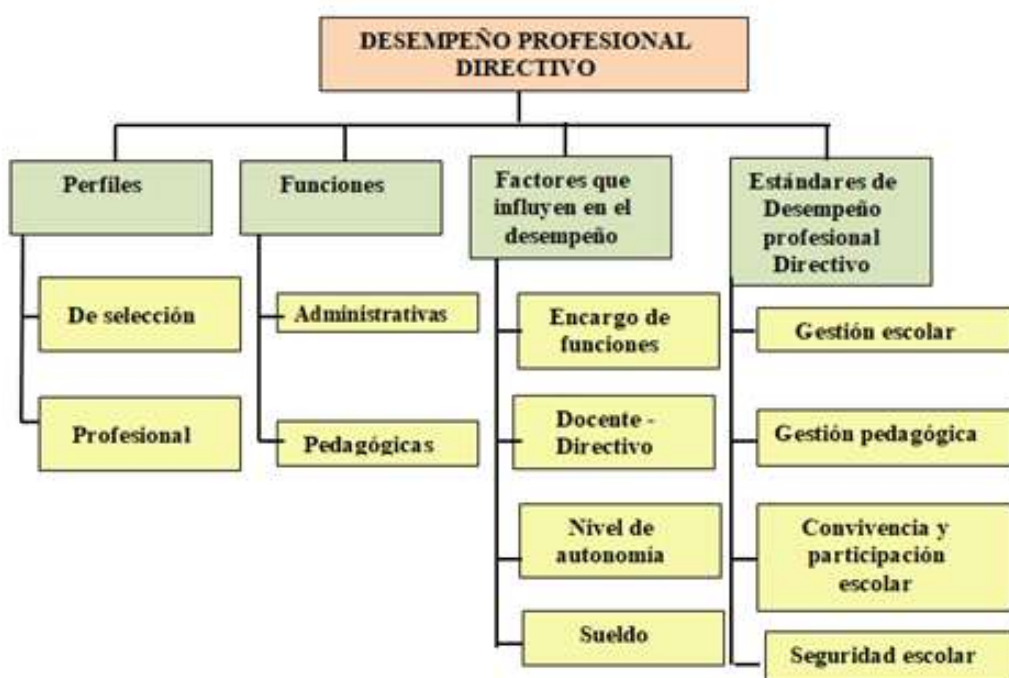 DESEMPEÑO PROFESIONAL
DIRECTIVO
Perfiles
De selección
Profesional
Funciones
Administrativas
Pedagógicas
Factores que
influyen en el
desempeño
Encargo de
funciones
Docente -
Directivo
Nivel de
autonomía
Sueldo
Estándares de
Desempeño
profesional
Directivo
Gestión escolar
Gestión pedagógica
Convivencia y
participación
escolar
Seguridad escolar